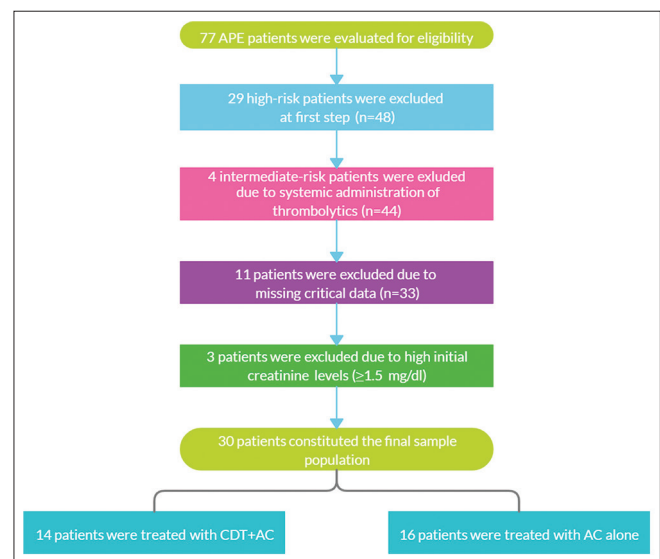 77 APE patients were evaluated for eligibility
29 high-risk patients were excluded
at first step (n=48)
4 intermediate-risk patients were exluded
due to systemic administration of
thrombolytics (n=44)
11 patients were excluded due to
missing critical data (n=33)
3 patients were excluded due to high initial
creatinine levels (≥1.5 mg/dl)
30 patients constituted the final sample
population
14 patients were treated with CDT+AC
16 patients were treated with AC alone